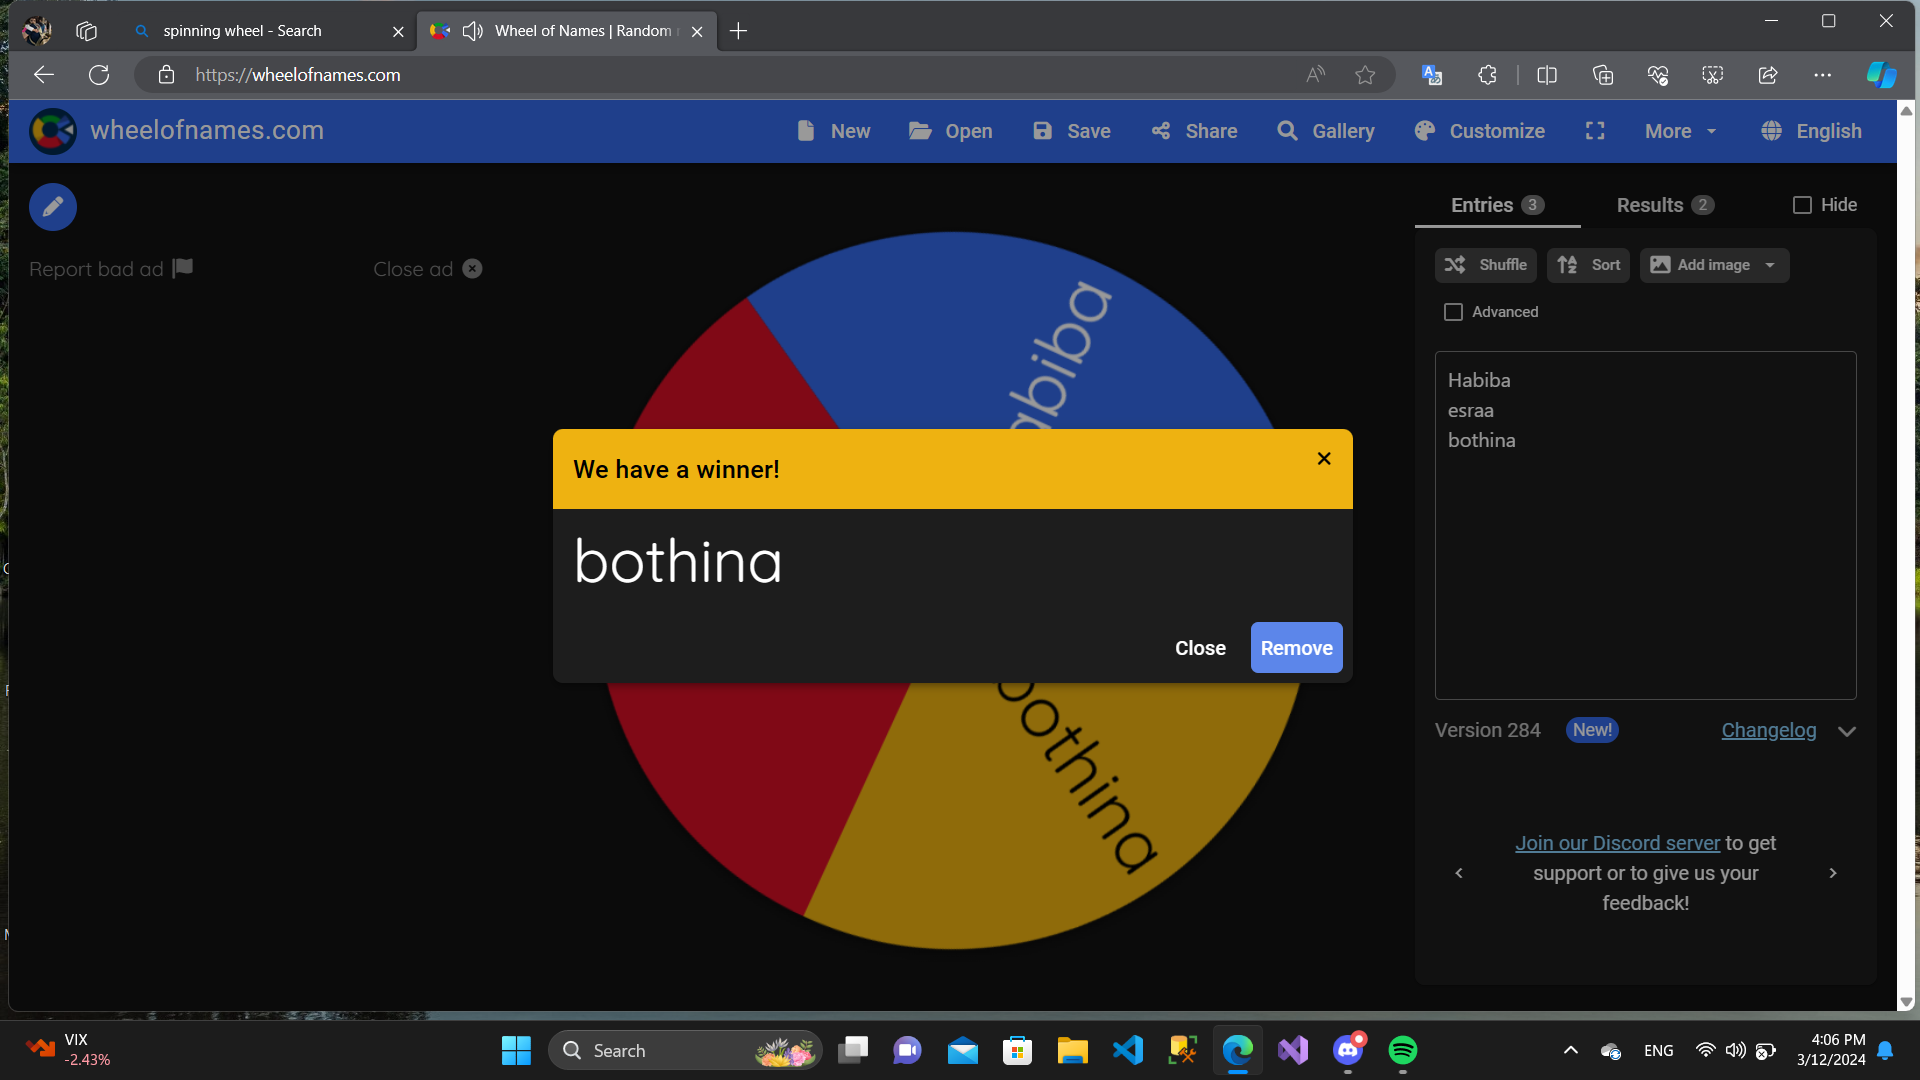 spinning wheel - Search
Wheel of Names | Random
https://wheelofnames.com
wheelofnames.com
New
Open
Save
Share
Gallery
Customize
More
English
Entries 3
Results 2
Hide
Report bad ad
Close ad
Shuffle
Sort
Add image
Advanced
abiba
Habiba
esraa
bothina
We have a winner!
bothina
Close
Remove
bothina
Version 284
New!
Changelog
Join our Discord server to get
support or to give us your
feedback!
VIX
-2.43%
Search
ENG
4:06 PM
3/12/2024